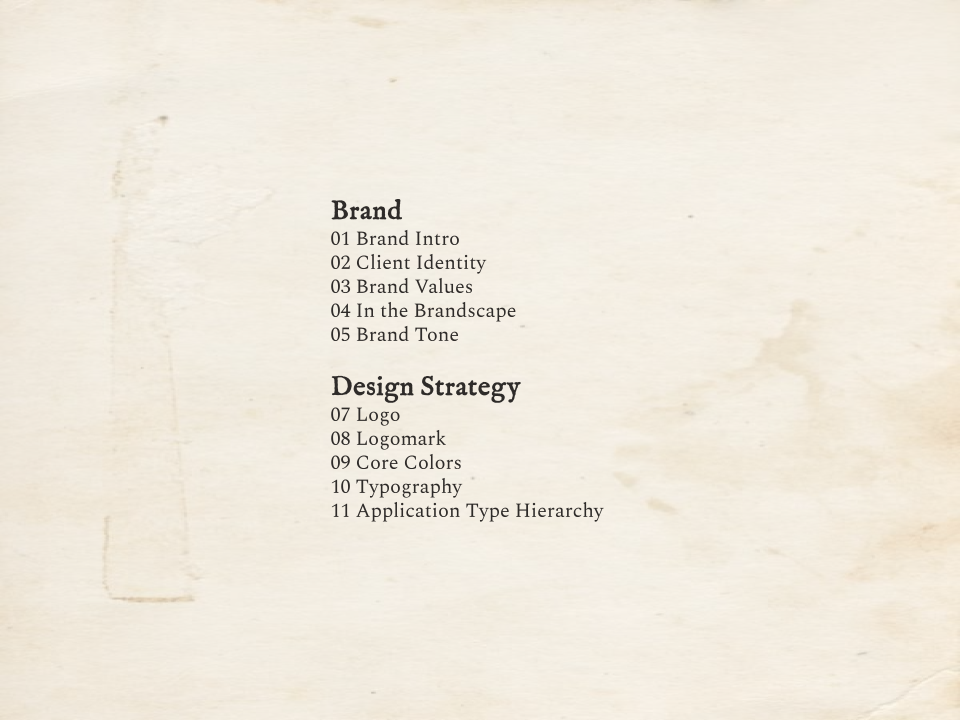 Brand
01 Brand Intro
02 Client Identity
03 Brand Values
04 In the Brandscape
05 Brand Tone
Design Strategy
07 Logo
08 Logomark
09 Core Colors
10 Typography
11 Application Type Hierarchy